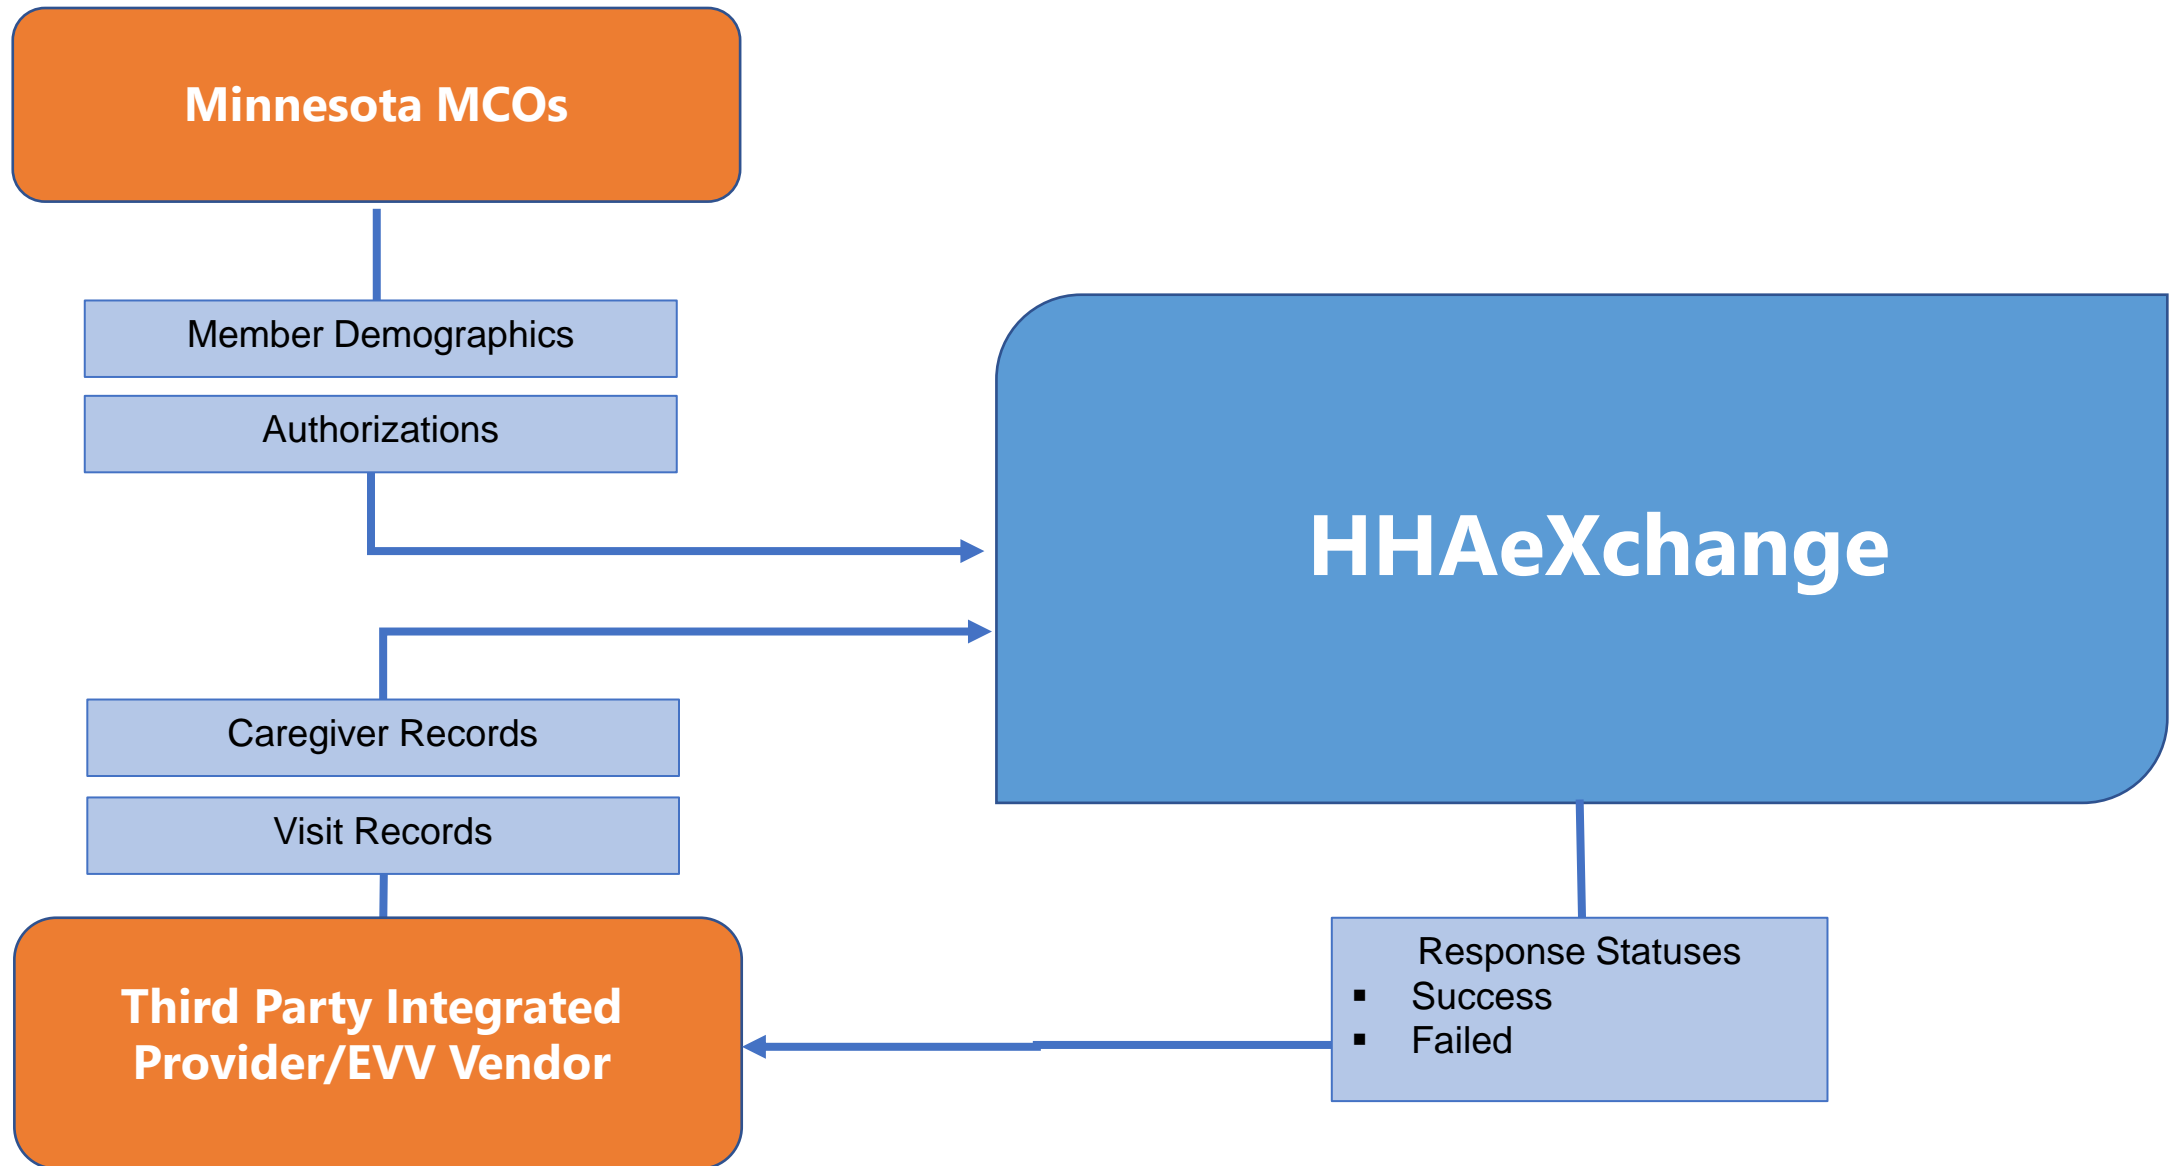 Minnesota MCOs
Member Demographics
Authorizations
HHAeXchange
Caregiver Records
Visit Records
Third Party Integrated
Provider/EVV Vendor
Response Statuses
▪ Success
▪ Failed